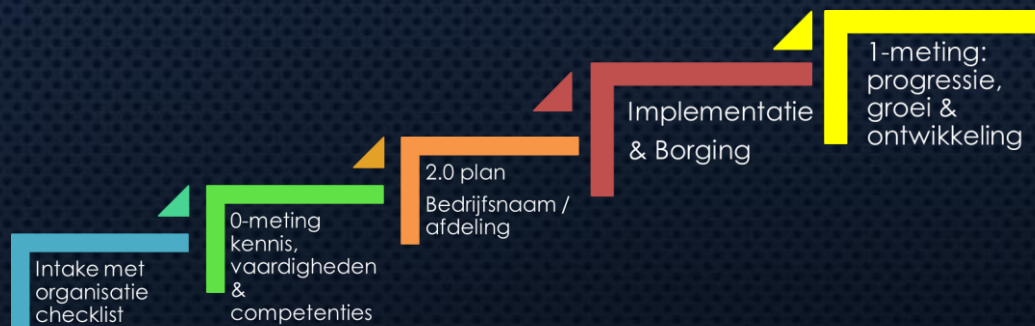 Intake met
organisatie
checklist
0-meting
kennis,
vaardigheden
&
competenties
2.0 plan
Bedrijfsnaam /
afdeling
Implementatie
& Borging
1-meting:
progressie,
groei &
ontwikkeling